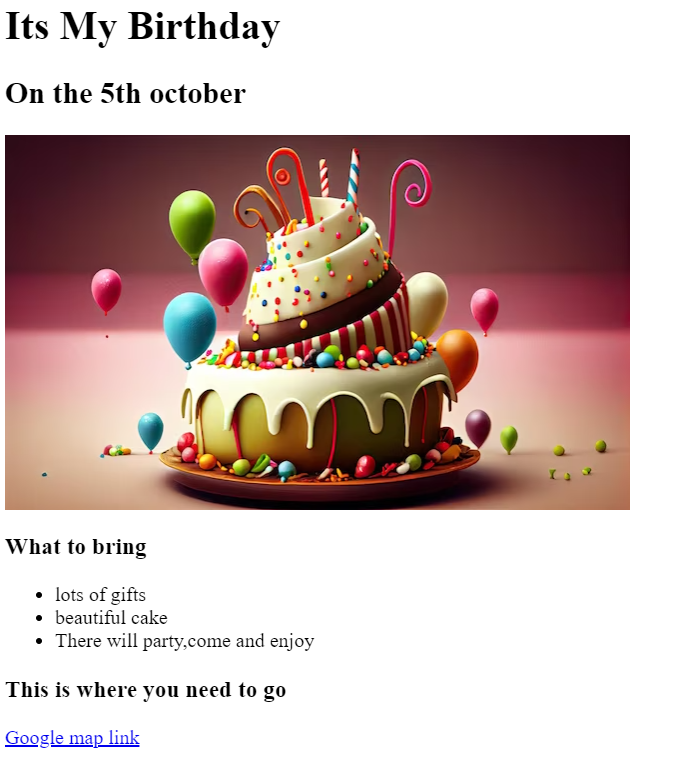 Its My Birthday
On the 5th october
What to bring
lots of gifts
beautiful cake
There will party,come and enjoy
This is where you need to go
Google map link